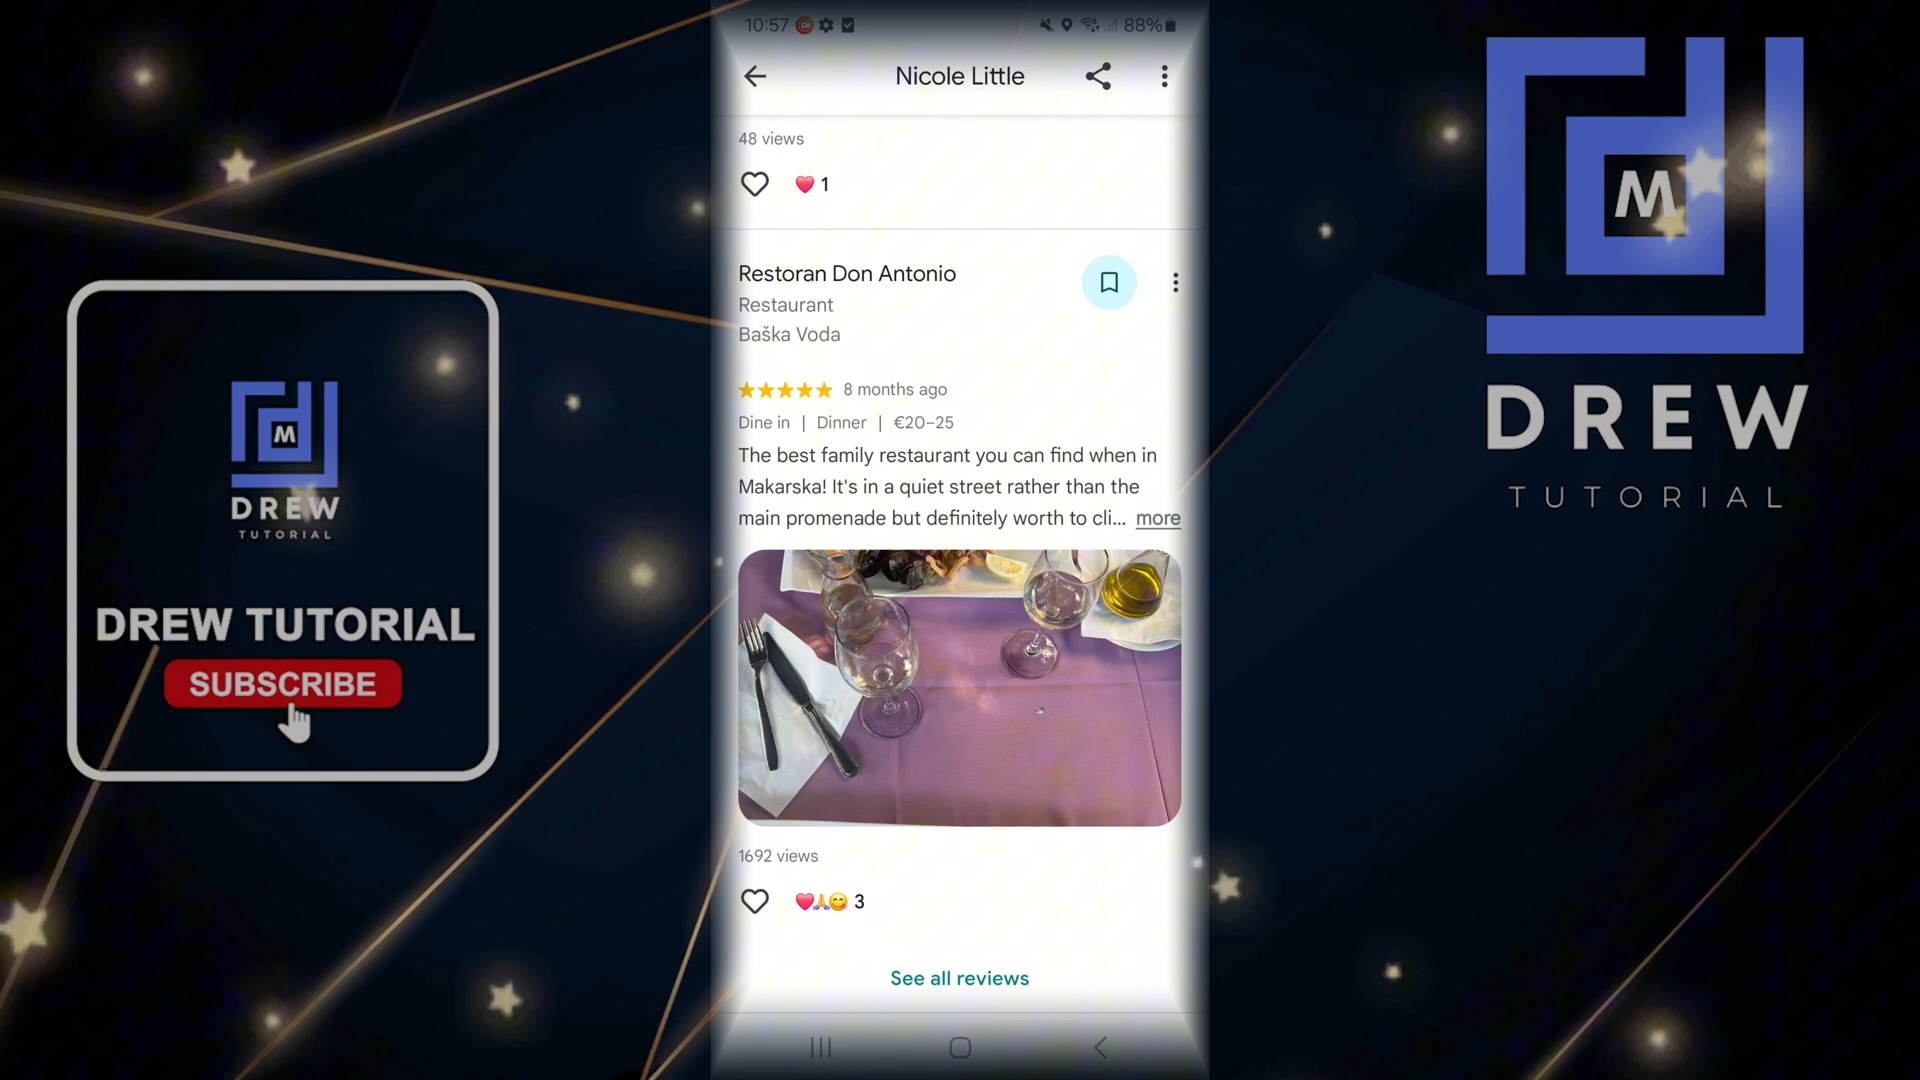 10:57
88%
Nicole Little
48 views
1
Restoran Don Antonio
Restaurant
Baška Voda
8 months ago
Dine in | Dinner | €20–25
The best family restaurant you can find when in
Makarska! It's in a quiet street rather than the
main promenade but definitely worth to cli... more
1692 views
3
See all reviews
M
DREW
TUTORIAL
DREW TUTORIAL
SUBSCRIBE
M
DREW
TUTORIAL